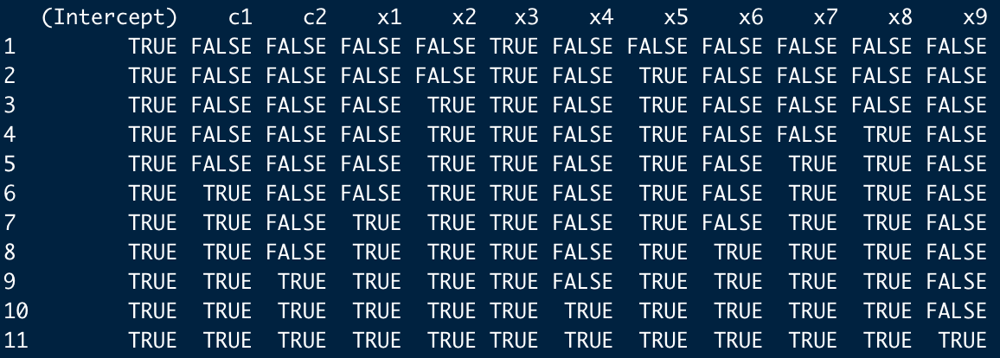 (Intercept) c1 c2 x1 x2 x3 x4 x5 x6 x7 x8 x9
1 TRUE FALSE FALSE FALSE FALSE TRUE FALSE FALSE FALSE FALSE FALSE FALSE
2 TRUE FALSE FALSE FALSE FALSE TRUE FALSE TRUE FALSE FALSE FALSE FALSE
3 TRUE FALSE FALSE FALSE TRUE TRUE FALSE TRUE FALSE FALSE FALSE FALSE
4 TRUE FALSE FALSE FALSE TRUE TRUE FALSE TRUE FALSE FALSE TRUE FALSE
5 TRUE FALSE FALSE FALSE TRUE TRUE FALSE TRUE FALSE TRUE TRUE FALSE
6 TRUE TRUE FALSE FALSE TRUE TRUE FALSE TRUE FALSE TRUE TRUE FALSE
7 TRUE TRUE FALSE TRUE TRUE TRUE FALSE TRUE FALSE TRUE TRUE FALSE
8 TRUE TRUE FALSE TRUE TRUE TRUE FALSE TRUE TRUE TRUE TRUE FALSE
9 TRUE TRUE TRUE TRUE TRUE TRUE FALSE TRUE TRUE TRUE TRUE FALSE
10 TRUE TRUE TRUE TRUE TRUE TRUE TRUE TRUE TRUE TRUE TRUE FALSE
11 TRUE TRUE TRUE TRUE TRUE TRUE TRUE TRUE TRUE TRUE TRUE TRUE